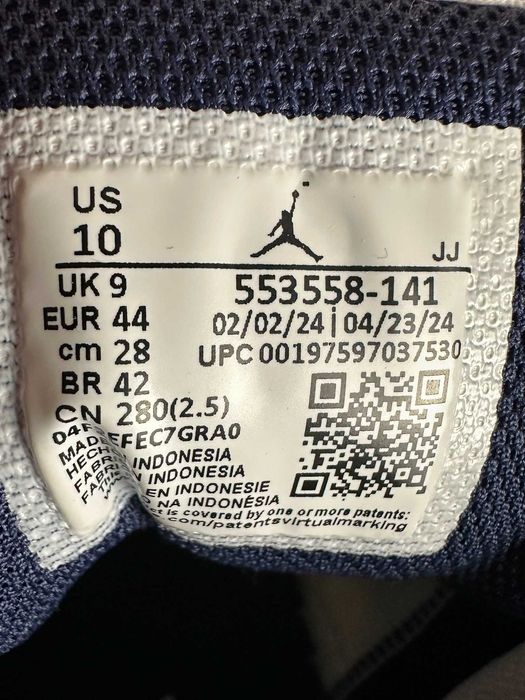 US
10
JJ
UK 9
EUR 44
cm 28
BR 42
CN 280(2.5)
553558-141
02/02/24 | 04/23/24
UPC 00197597037530
INDONESIA
INDONESIA
EN INDONESIE
NA INDONÉSIA
is covered by one or more patents:
com/patentsvirtualmarking